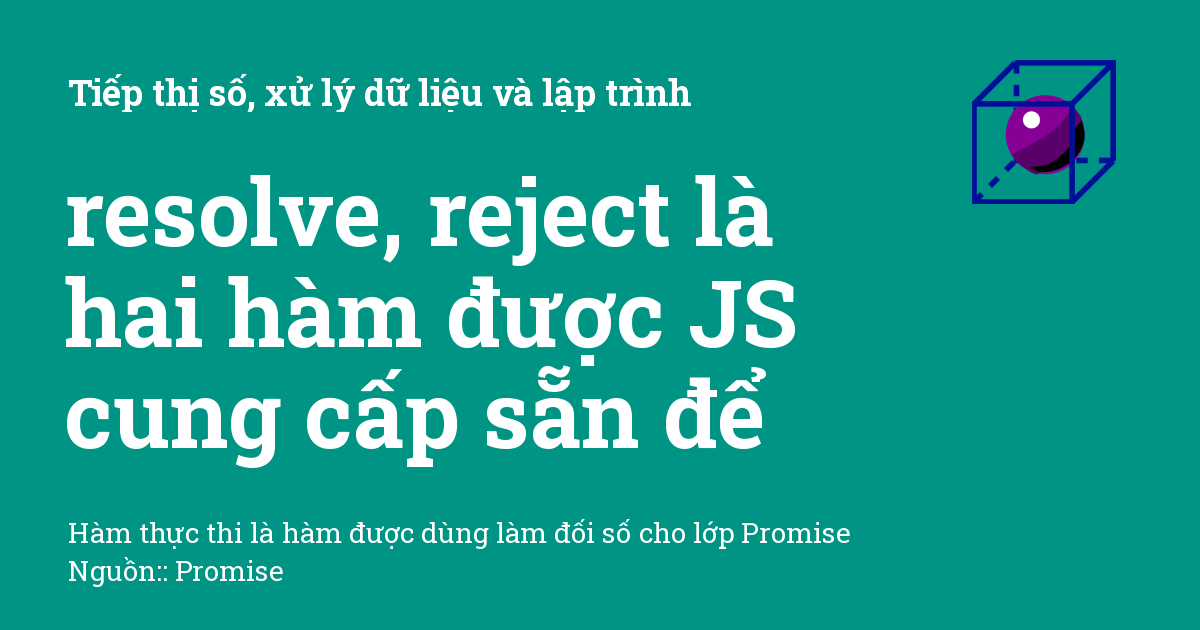 Tiếp thị số, xử lý dữ liệu và lập trình
resolve, reject là
hai hàm được JS
cung cấp sẵn để
Hàm thực thi là hàm được dùng làm đối số cho lớp Promise
Nguồn:: Promise